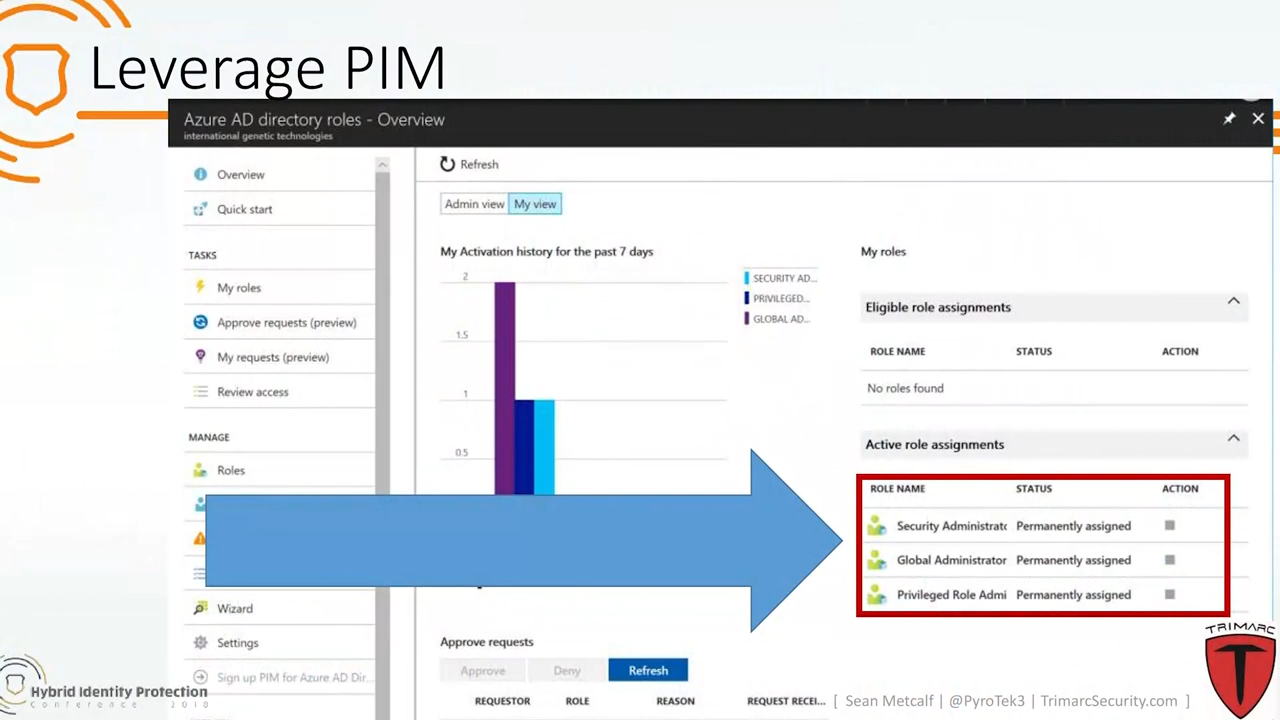 Leverage PIM
Azure AD directory roles - Overview
international genetic technologies
Overview
Quick start
TASKS
My roles
Approve requests (preview)
My requests (preview)
Review access
MANAGE
Roles
Wizard
Settings
Sign up PIM for Azure AD Dir...
Refresh
Admin view My view
My Activation history for the past 7 days
2
1.5
1
0.5
SECURITY AD...
PRIVILEGED...
GLOBAL AD...
Approve requests
Approve Deny Refresh
REQUESTOR ROLE REASON REQUEST RECEI...
My roles
Eligible role assignments
ROLE NAME STATUS ACTION
No roles found
Active role assignments
ROLE NAME STATUS ACTION
Security Administratc Permanently assigned
Global Administrator Permanently assigned
Privileged Role Admi Permanently assigned
Hybrid Identity Protection
Conference 2018
[ Sean Metcalf | @PyroTek3 | TrimarcSecurity.com ]
TRIMARC